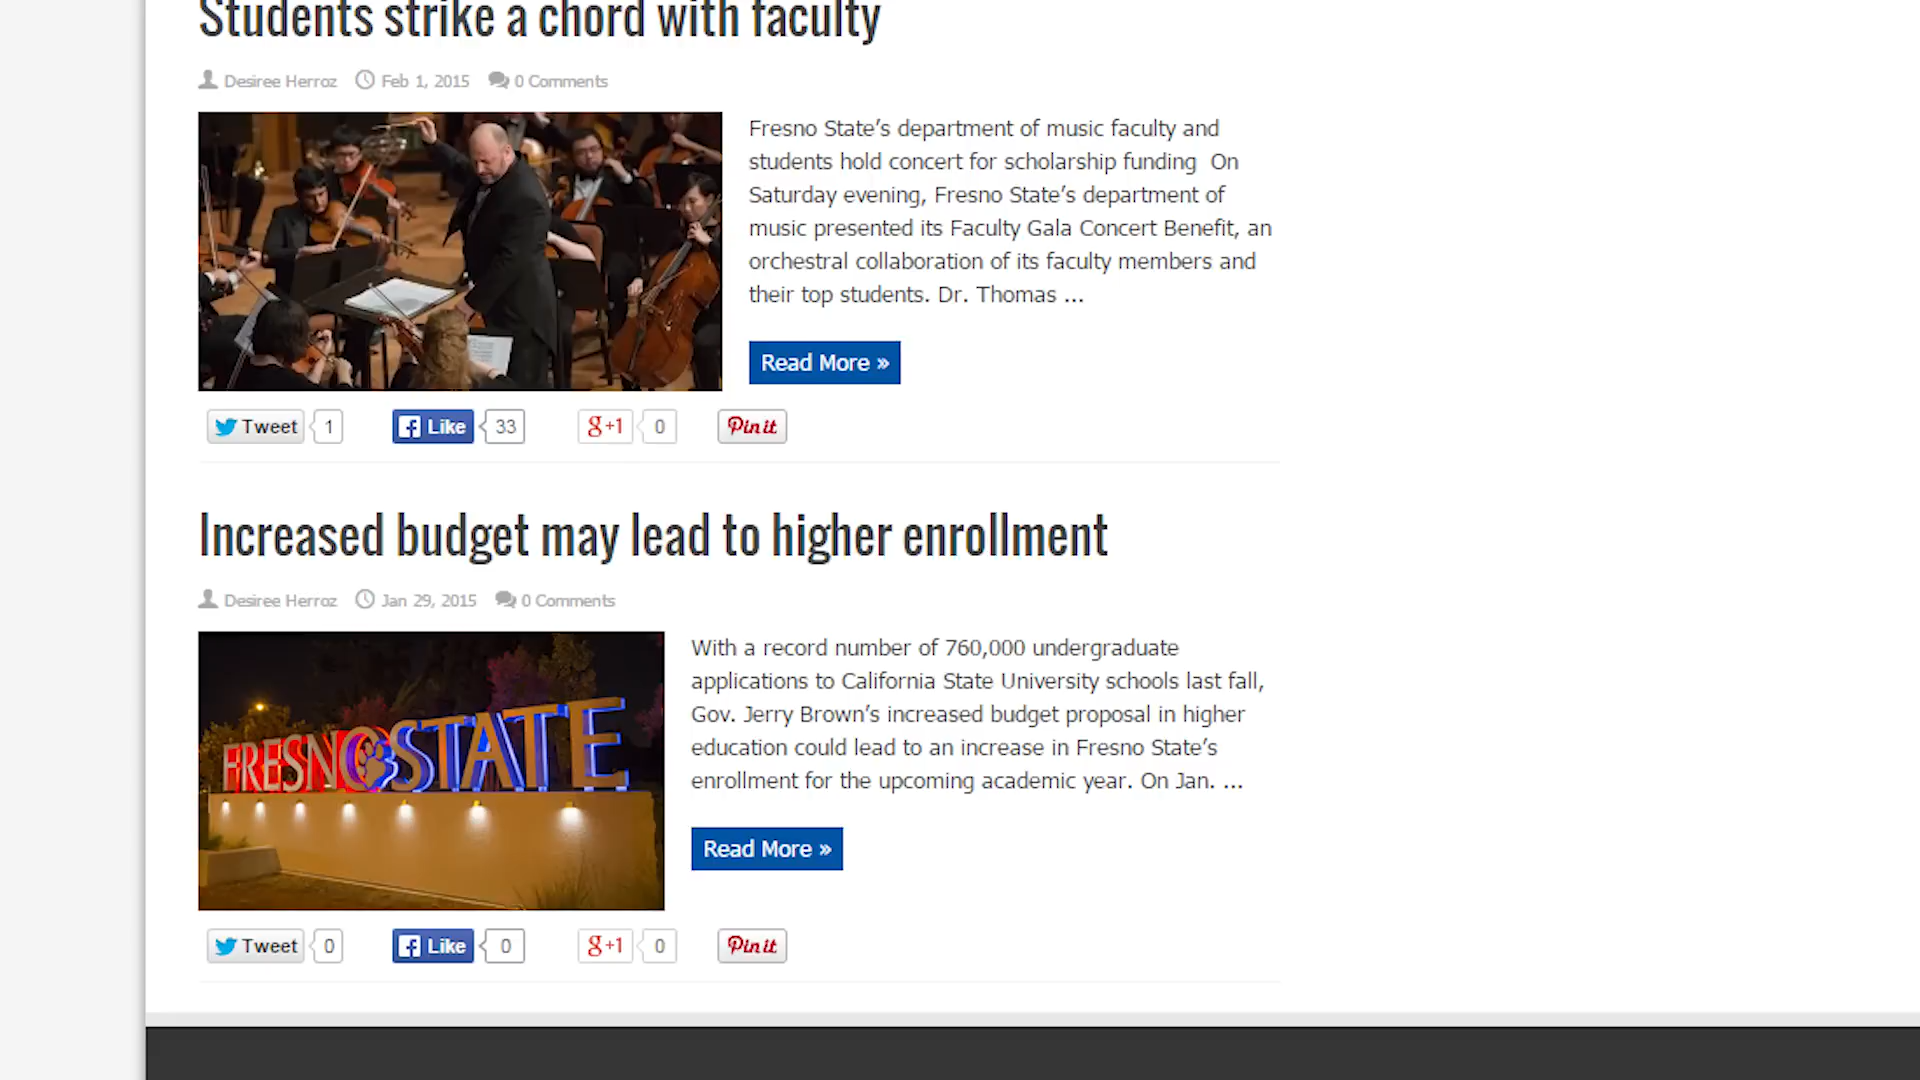 Students strike a chord with faculty
Desiree Herroz Feb 1, 2015 0 Comments
Fresno State’s department of music faculty and
students hold concert for scholarship funding  On
Saturday evening, Fresno State’s department of
music presented its Faculty Gala Concert Benefit, an
orchestral collaboration of its faculty members and
their top students. Dr. Thomas ...
Read More »
Tweet 1 Like 33 g+1 0 Pin it
Increased budget may lead to higher enrollment
Desiree Herroz Jan 29, 2015 0 Comments
With a record number of 760,000 undergraduate
applications to California State University schools last fall,
Gov. Jerry Brown’s increased budget proposal in higher
education could lead to an increase in Fresno State’s
enrollment for the upcoming academic year. On Jan. ...
FRESNO STATE
Read More »
Tweet 0 Like 0 g+1 0 Pin it